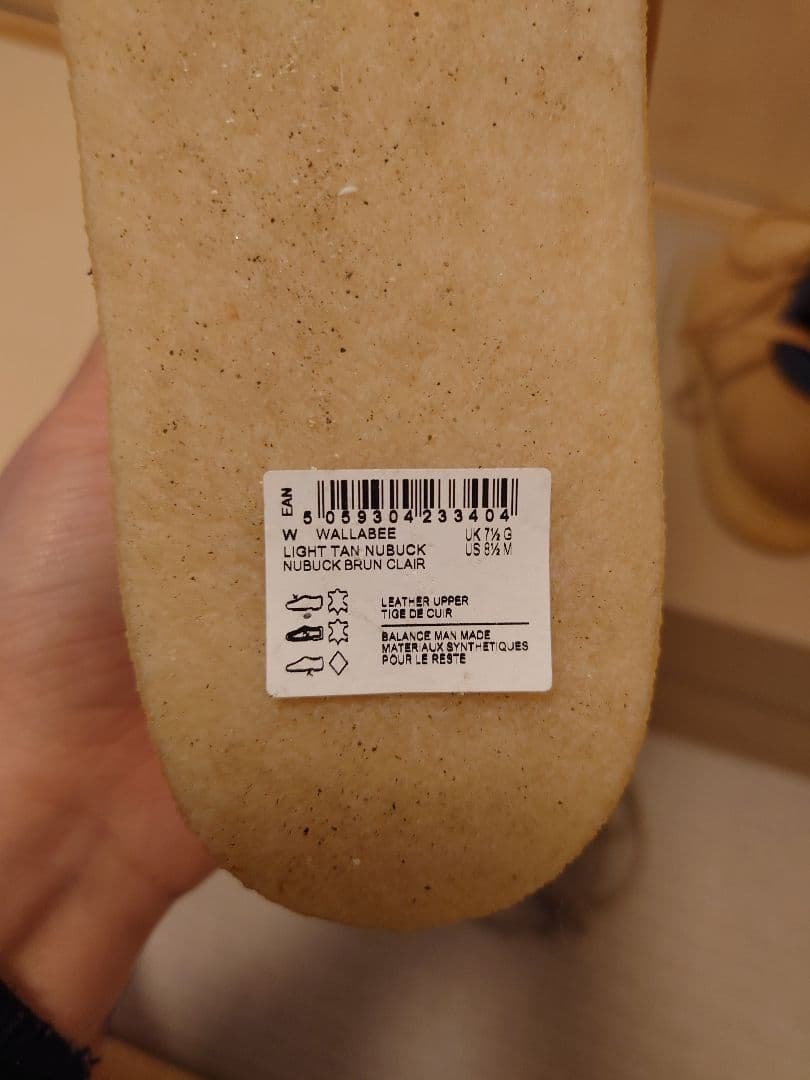 EAN
5 059304 233404
W WALLABEE UK 7½ G
LIGHT TAN NUBUCK US 8½ M
NUBUCK BRUN CLAIR
LEATHER UPPER
TIGE DE CUIR
BALANCE MAN MADE
MATERIAUX SYNTHETIQUES
POUR LE RESTE